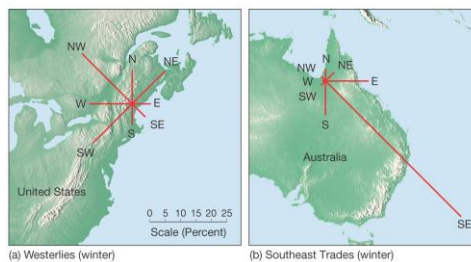 NW
N
NE
W
E
SE
S
SW
United States
0 5 10 15 20 25
Scale (Percent)
(a) Westerlies (winter)
N
NW
NE
W
E
SW
S
Australia
SE
(b) Southeast Trades (winter)